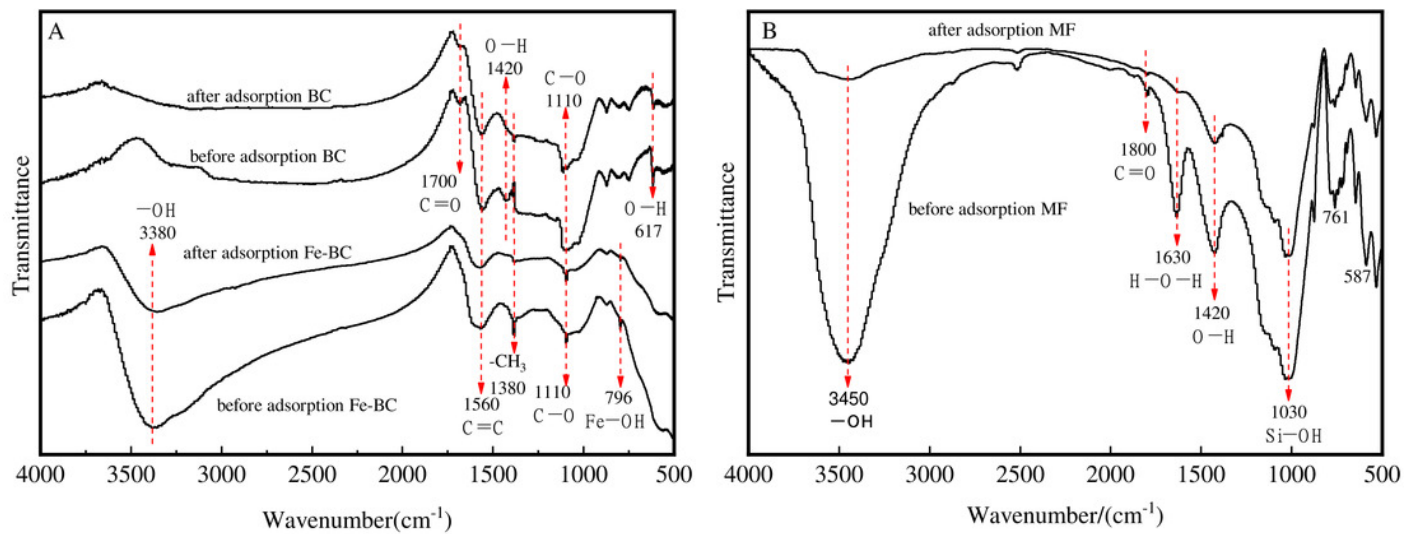 A
O—H
1420
C—O
1110
after adsorption BC
before adsorption BC
1700
C=O
O—H
617
—OH
3380
after adsorption Fe-BC
before adsorption Fe-BC
-CH₃
1380
1560
C=C
1110
C—O
796
Fe—OH
Transmittance
4000
3500
3000
2500
2000
1500
1000
500
Wavenumber(cm⁻¹)
B
after adsorption MF
before adsorption MF
1800
C=O
1630
H—O—H
1420
O—H
761
587
3450
—OH
1030
Si—OH
Transmittance
4000
3500
3000
2500
2000
1500
1000
500
Wavenumber/(cm⁻¹)